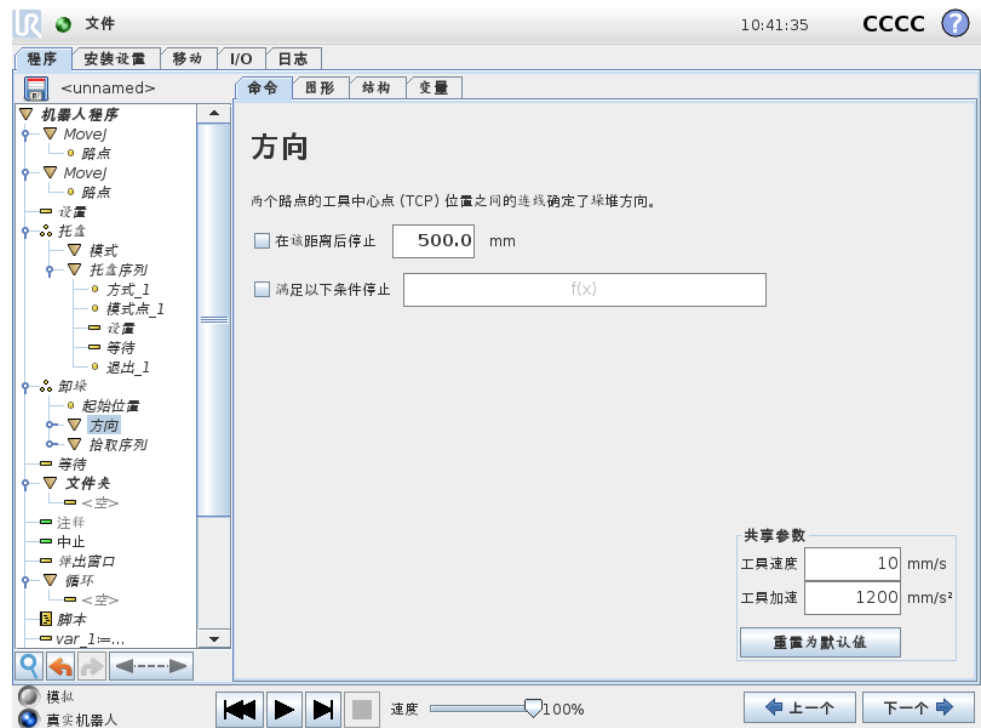 文件
10:41:35
CCCC
?
程序 安装设置 移动 I/O 日志
<unnamed>
命令 图形 结构 变量
机器人程序
MoveJ
路点
MoveJ
路点
设置
托盘
模式
托盘序列
方式_1
模式点_1
设置
等待
退出_1
卸垛
起始位置
方向
拾取序列
等待
文件夹
<空>
注释
中止
弹出窗口
循环
<空>
脚本
var_1:=...
方向
两个路点的工具中心点 (TCP) 位置之间的连线确定了垛堆方向。
在该距离后停止 500.0 mm
满足以下条件停止 f(x)
共享参数
工具速度 10 mm/s
工具加速 1200 mm/s²
重置为默认值
模拟
真实机器人
速度 100%
上一个 下一个